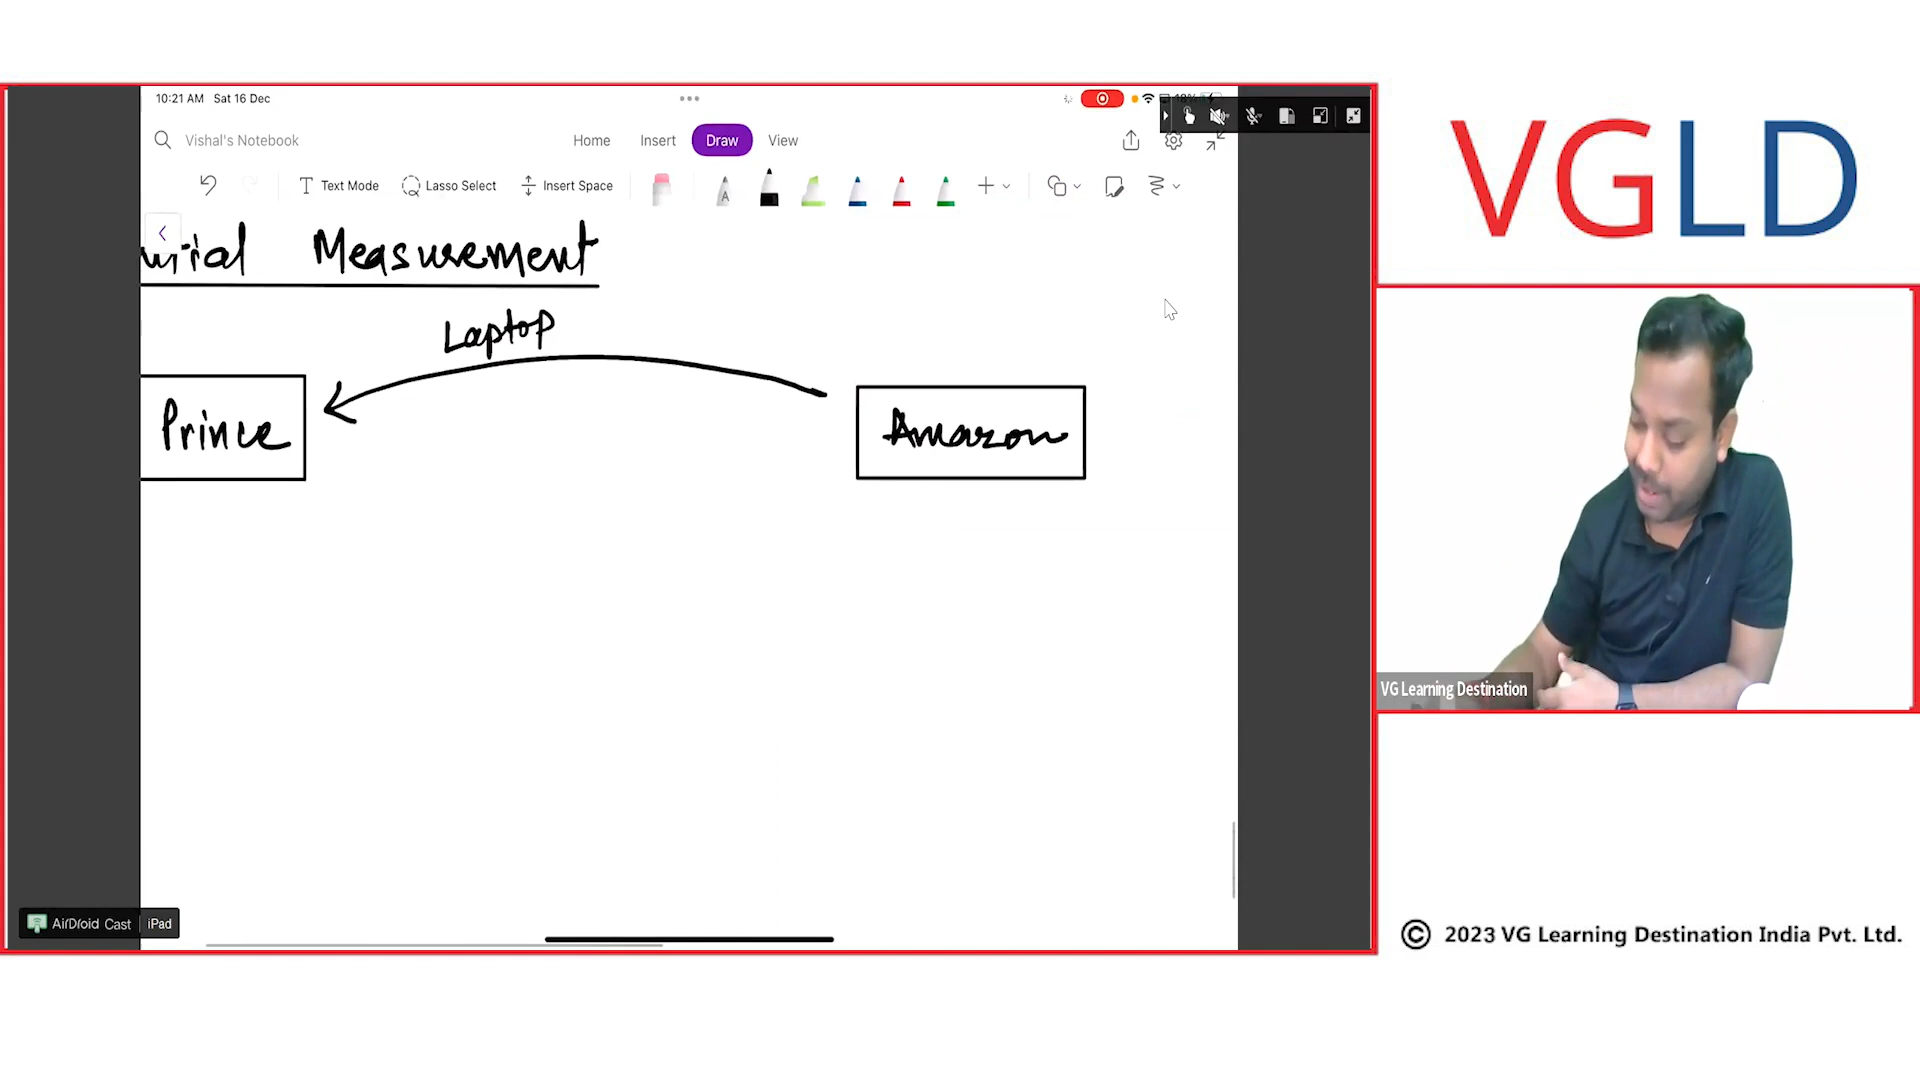 10:21 AM Sat 16 Dec
18%
VGLD
Vishal's Notebook
Home Insert Draw View
Text Mode Lasso Select Insert Space
Measurement
Laptop
Prince
Amazon
VG Learning Destination
AirDroid Cast iPad
© 2023 VG Learning Destination India Pvt. Ltd.